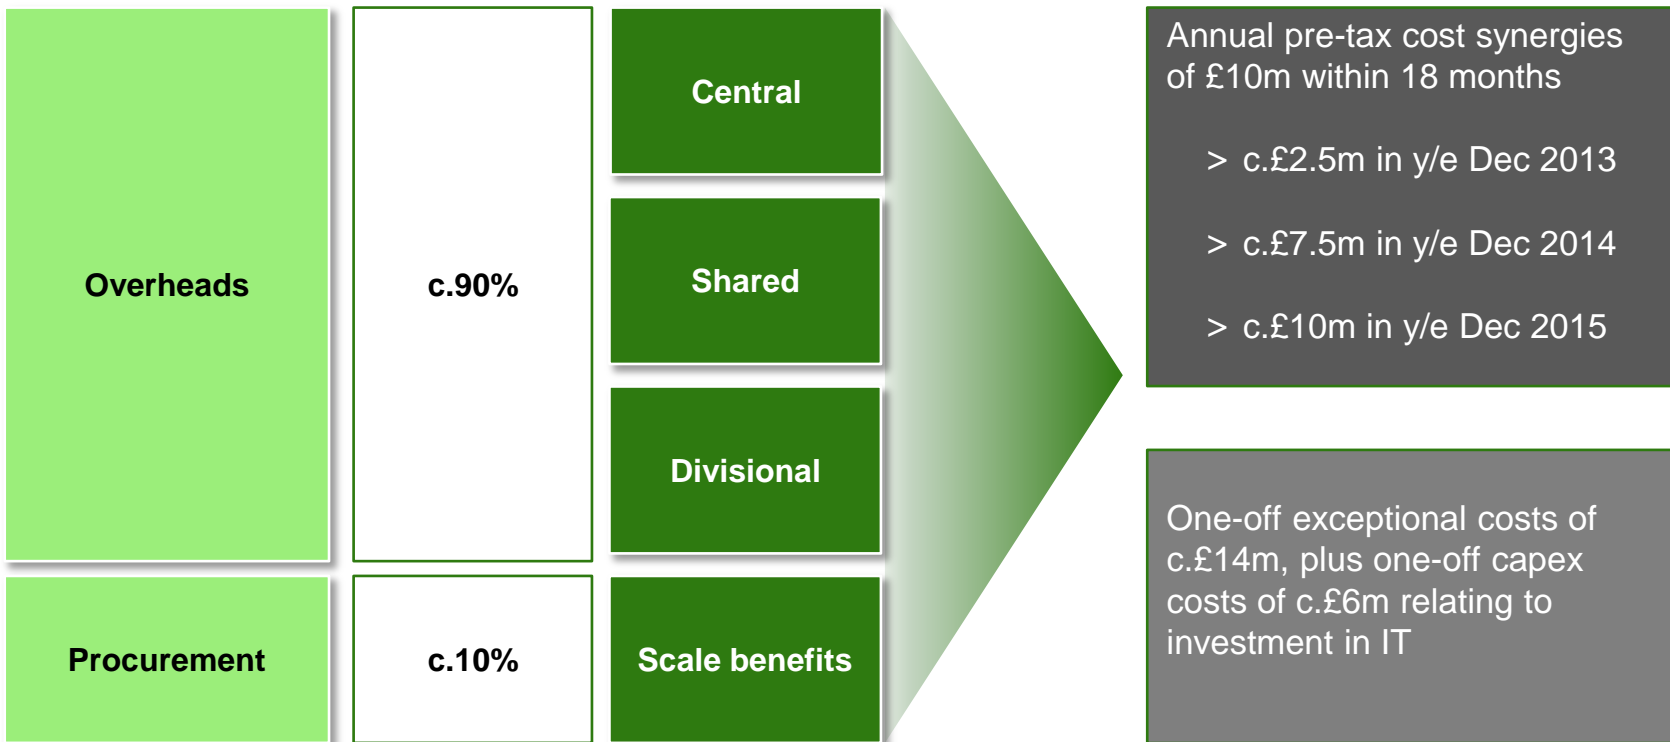 Overheads
c.90%
Central
Shared
Divisional
Procurement
c.10%
Scale benefits
Annual pre-tax cost synergies
of £10m within 18 months
> c.£2.5m in y/e Dec 2013
> c.£7.5m in y/e Dec 2014
> c.£10m in y/e Dec 2015
One-off exceptional costs of
c.£14m, plus one-off capex
costs of c.£6m relating to
investment in IT